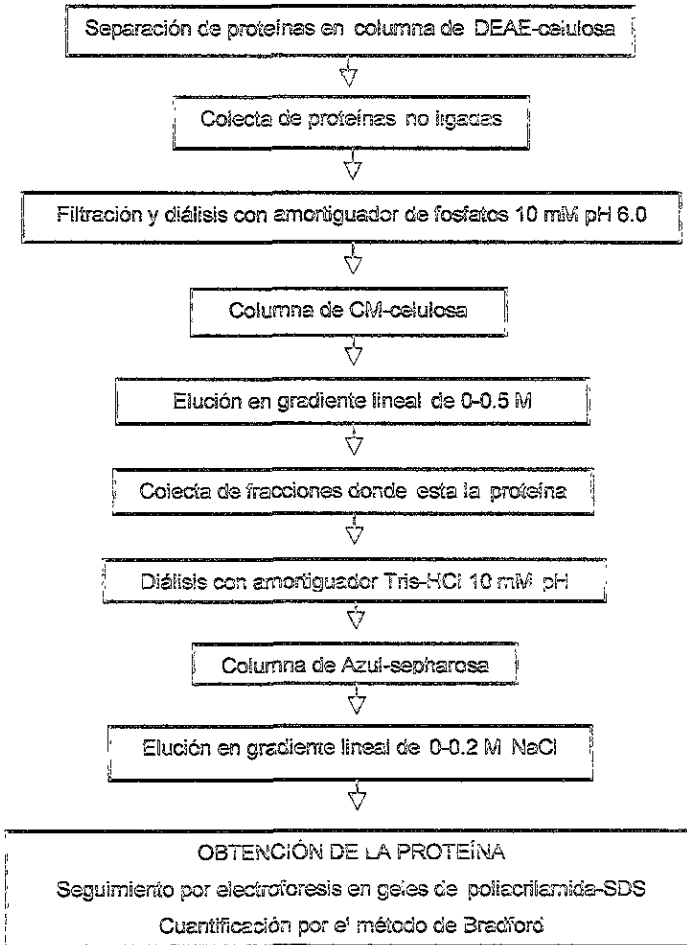 Separación de proteínas en columna de DEAE-celulosa
Colecta de proteínas no ligadas
Filtración y diálisis con amortiguador de fosfatos 10 mM pH 6.0
Columna de CM-celulosa
Elución en gradiente lineal de 0-0.5 M
Colecta de fracciones donde esta la proteína
Diálisis con amortiguador Tris-HCl 10 mM pH
Columna de Azul-sepharosa
Elución en gradiente lineal de 0-0.2 M NaCl
OBTENCIÓN DE LA PROTEÍNA
Seguimiento por electroforesis en geles de poliacrilamida-SDS
Cuantificación por el método de Bradford